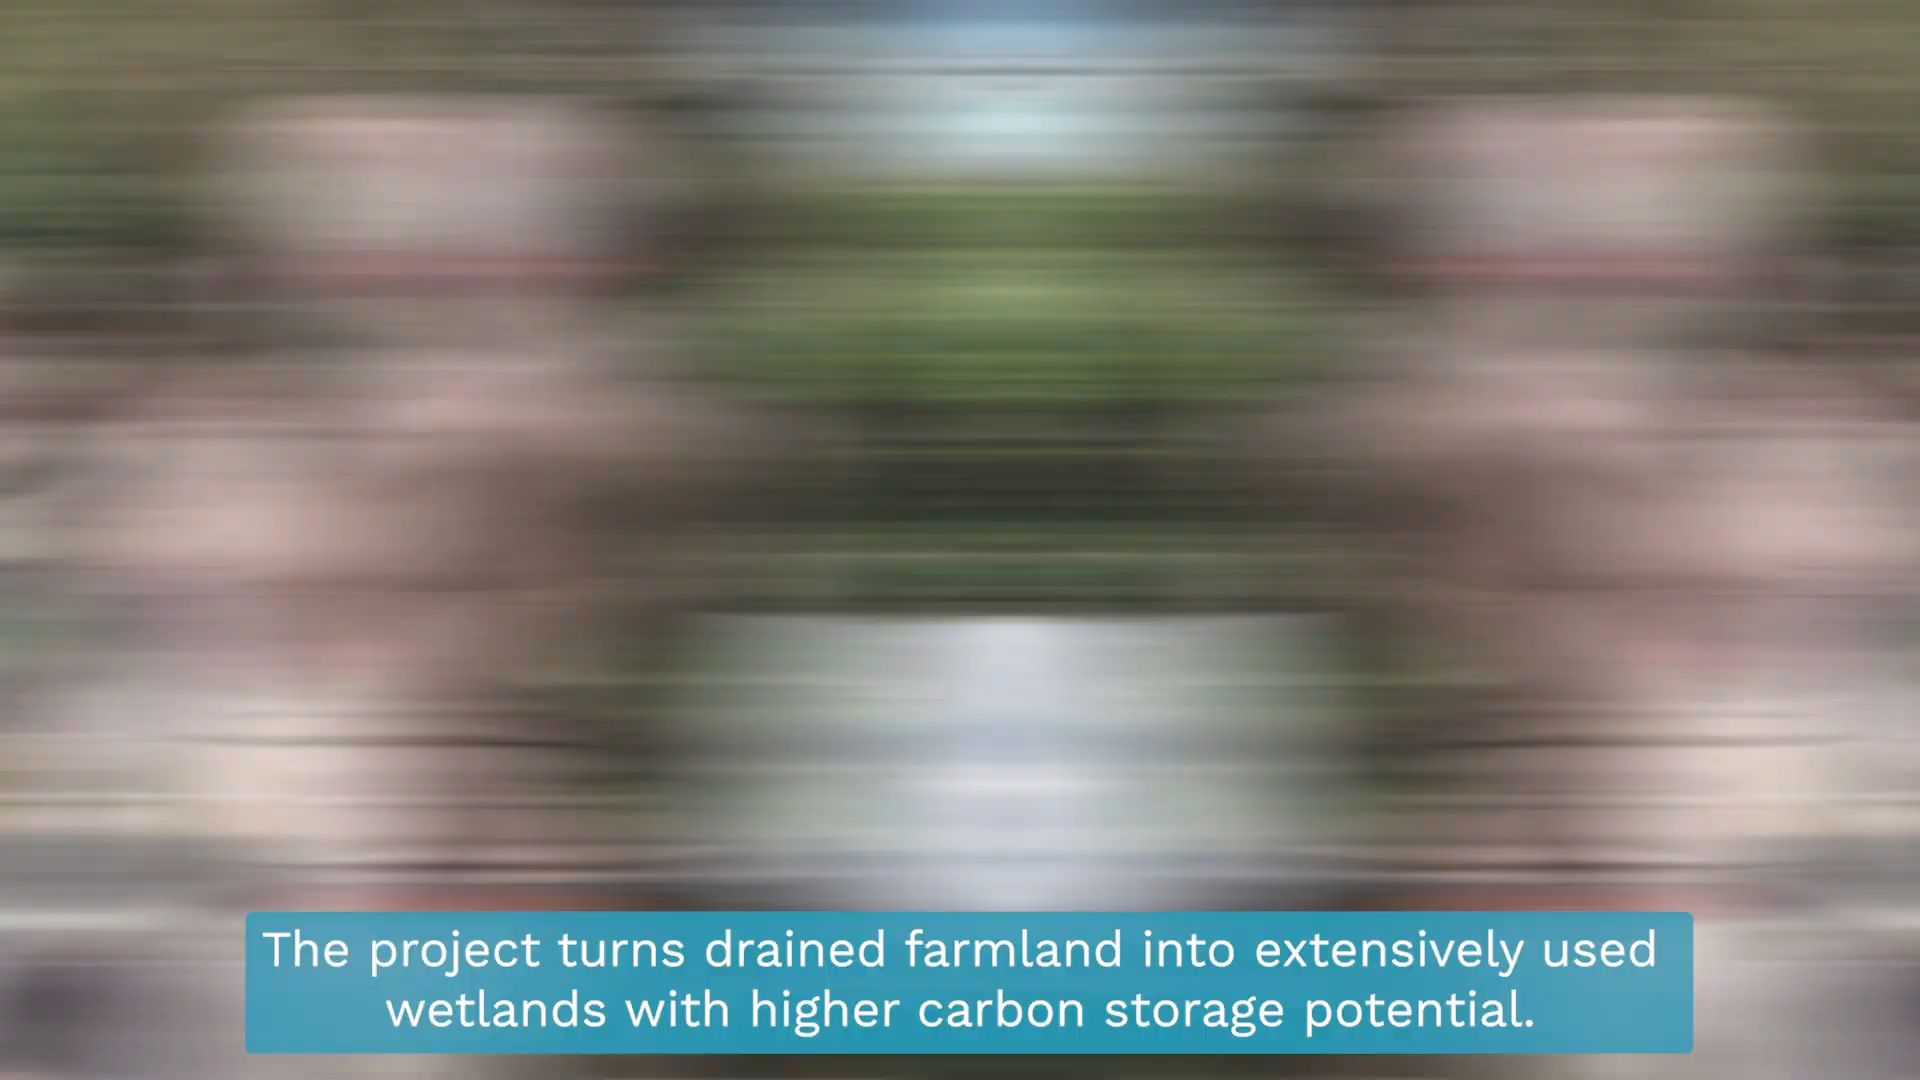 The project turns drained farmland into extensively used
wetlands with higher carbon storage potential.